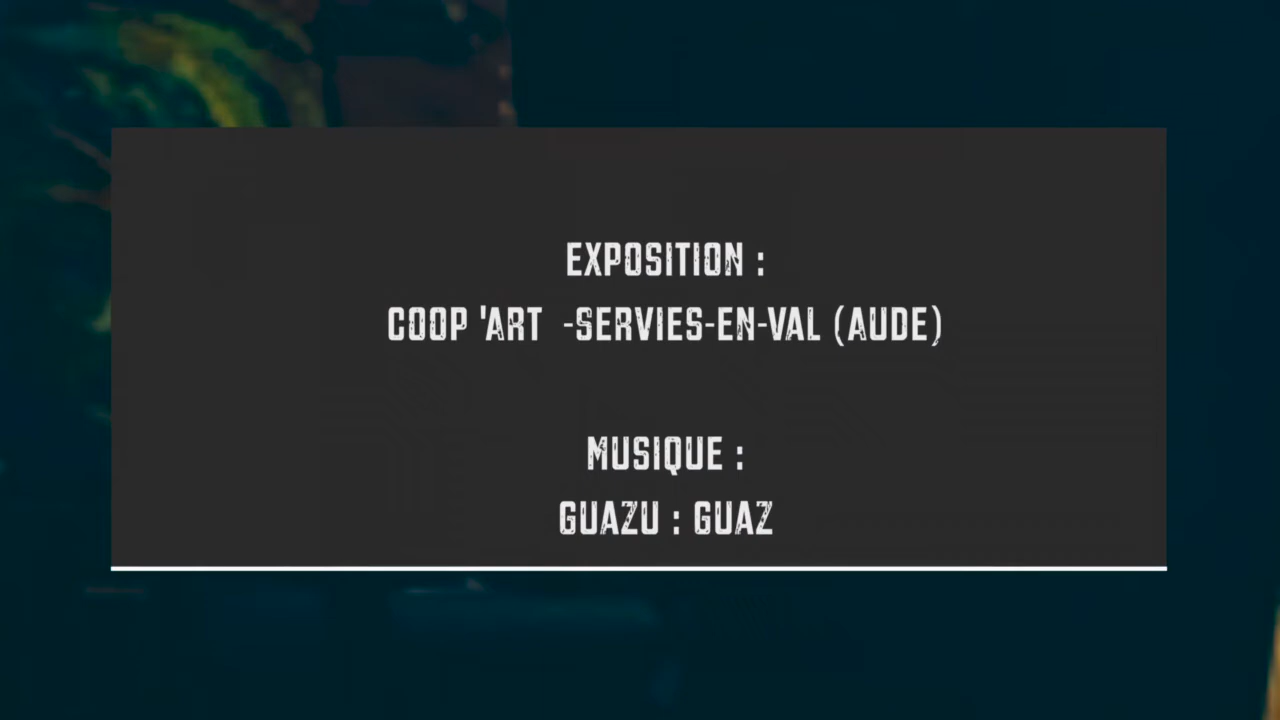 EXPOSITION :
COOP 'ART -SERVIES-EN-VAL (AUDE)
MUSIQUE :
GUAZU : GUAZ